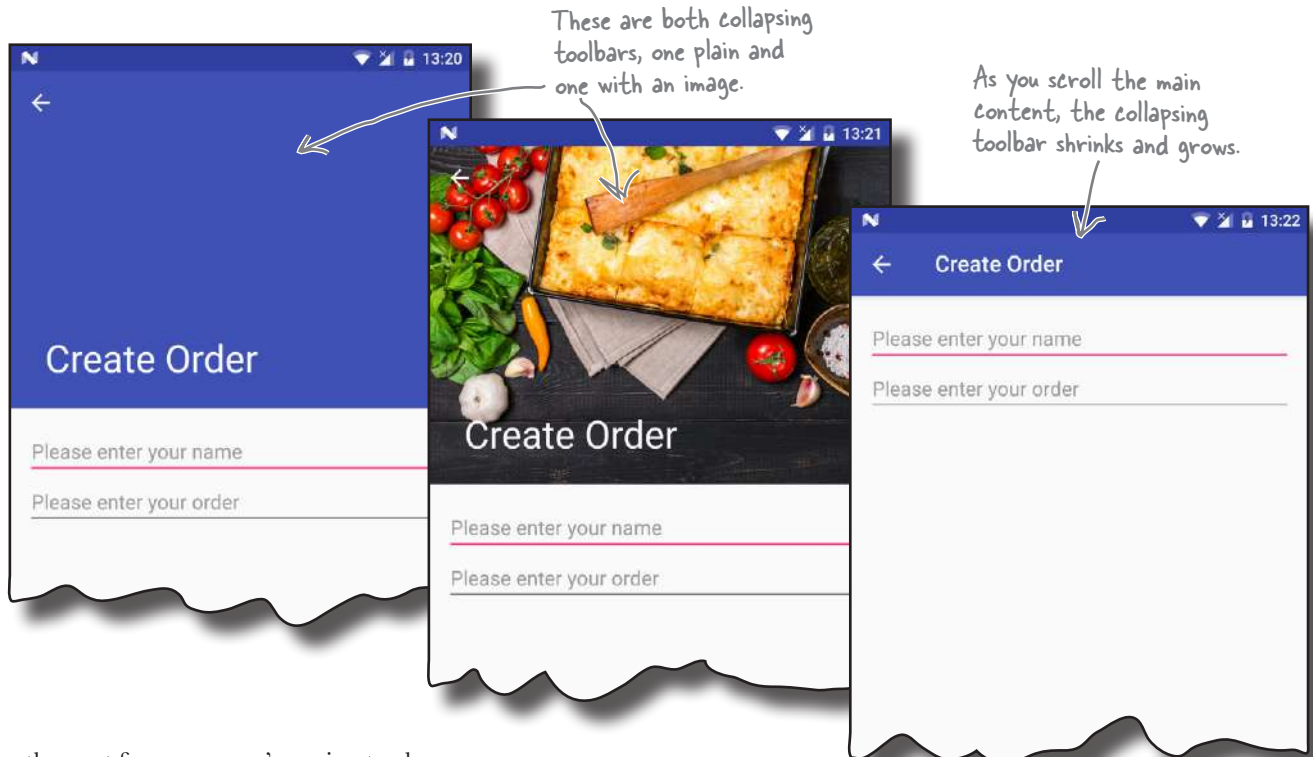 These are both collapsing
toolbars, one plain and
one with an image.
As you scroll the main
content, the collapsing
toolbar shrinks and grows.
13:20
Create Order
Please enter your name
Please enter your order
13:21
Create Order
Please enter your name
Please enter your order
13:22
Create Order
Please enter your name
Please enter your order